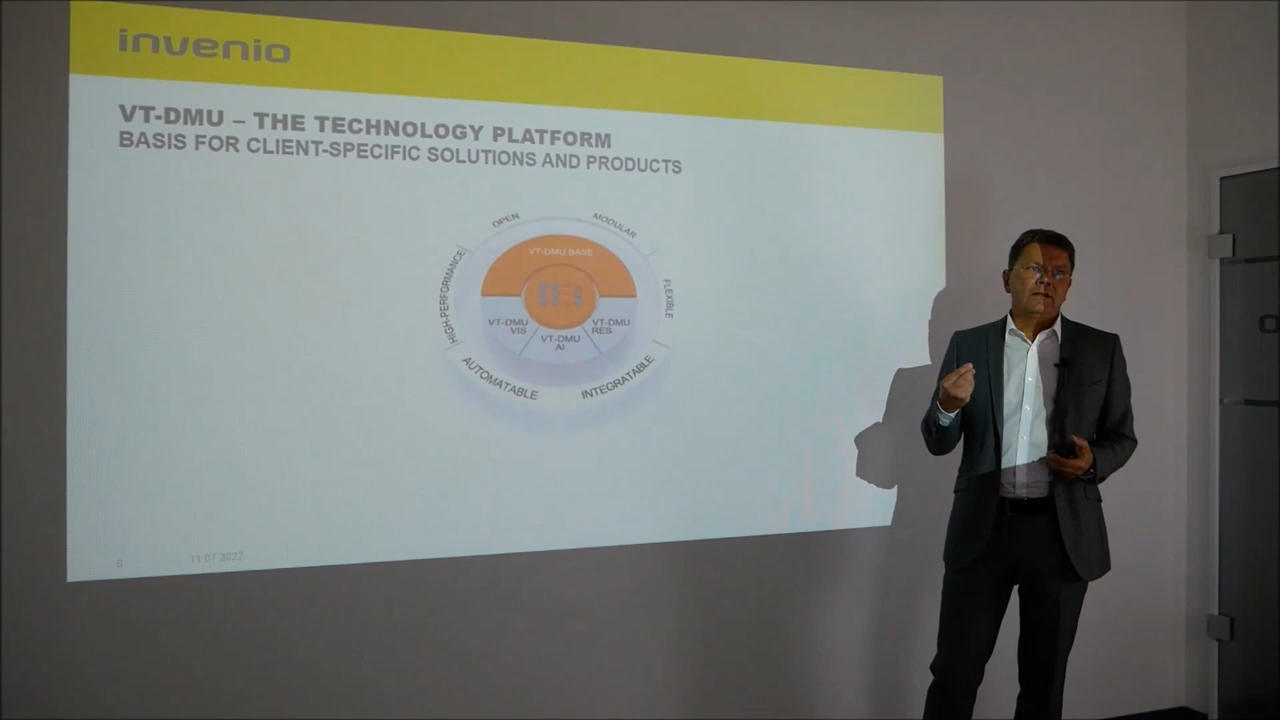 invenio
VT-DMU – THE TECHNOLOGY PLATFORM
BASIS FOR CLIENT-SPECIFIC SOLUTIONS AND PRODUCTS
OPEN
MODULAR
HIGH-PERFORMANCE
FLEXIBLE
VT-DMU BASE
VT-DMU
VIS
VT-DMU
AI
VT-DMU
RES
AUTOMATABLE
INTEGRATABLE
8
11.07.2022